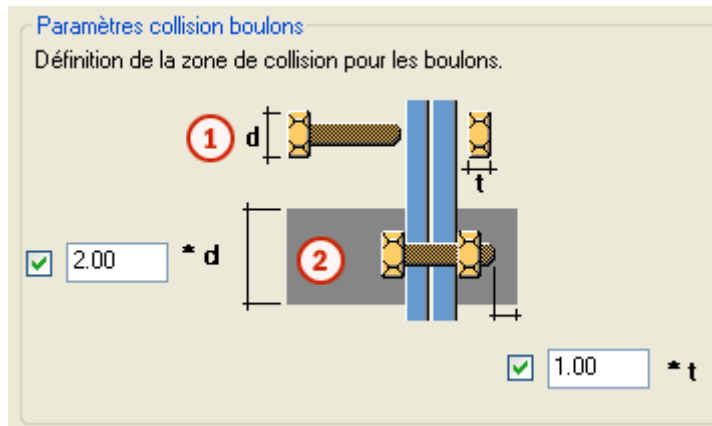 Paramètres collision boulons
Définition de la zone de collision pour les boulons.
1 d
t
2.00 * d 2
1.00 * t